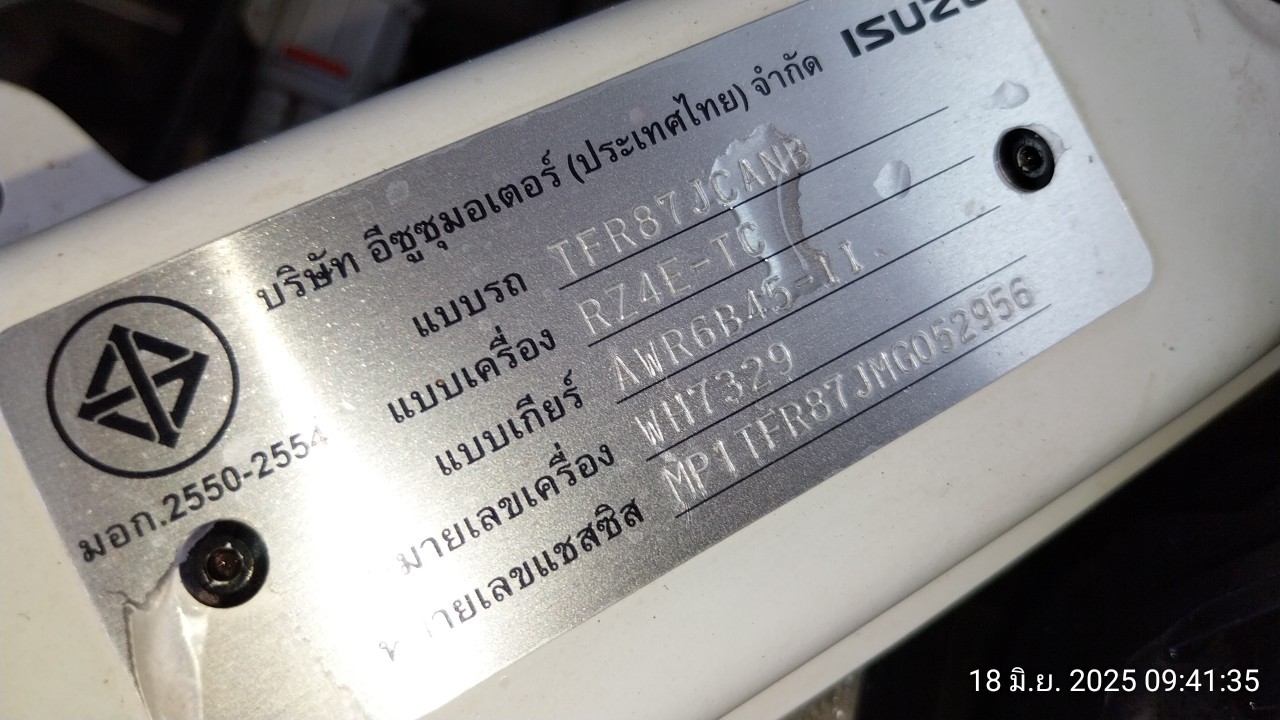 ISUZU
บริษัท อีซูซุมอเตอร์ (ประเทศไทย) จำกัด
แบบรถ TFR87JCANB
แบบเครื่อง RZ4E-TC
แบบเกียร์ AWR6B45-II
หมายเลขเครื่อง WH7329
หมายเลขแชสซิส MP1TFR87JMG052956
มอก.2550-2554
18 มิ.ย. 2025 09:41:35